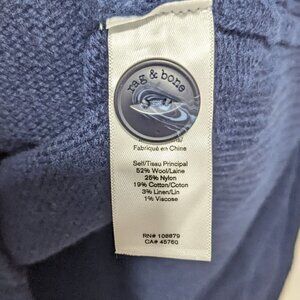 rag & bone
Fabriqué en Chine
Self/Tissu Principal
52% Wool/Laine
25% Nylon
19% Cotton/Coton
3% Linen/Lin
1% Viscose
RN# 108879
CA# 45760